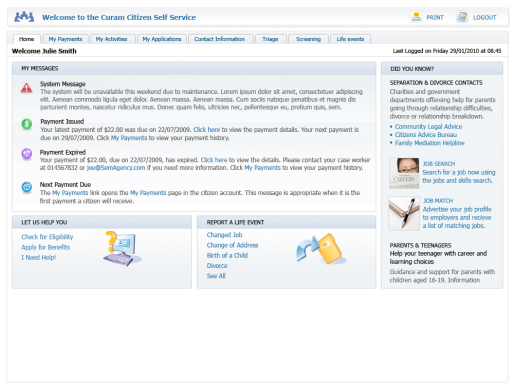 Welcome to the Curam Citizen Self Service
PRINT
LOGOUT
Home
My Payments
My Activities
My Applications
Contact Information
Triage
Screening
Life events
Welcome Julie Smith
Last Logged on Friday 29/01/2010 at 08.45
MY MESSAGES
System Message
The system will be unavailable this weekend due to maintenance. Lorem ipsum dolor sit amet, consectetuer adipiscing
elit. Aenean commodo ligula eget dolor. Aenean massa. Aenean massa. Cum sociis natoque penatibus et magnis dis
parturient montes, nascetur ridiculus mus. Donec quam felis, ultricies nec, pellentesque eu, pretium quis, sem.
Payment Issued
Your latest payment of $22.00 was due on 22/07/2009. Click here to view the payment details. Your next payment is
due on 29/07/2009. Click My Payments to view your payment history.
Payment Expired
Your payment of $22.00, due on 22/07/2009, has expired. Click here to view the details. Please contact your case worker
at 014567832 or joe@SemAgency.com if you need more information. Click My Payments to view your payment history.
Next Payment Due
The My Payments link opens the My Payments page in the citizen account. This message is appropriate when it is the
first payment a citizen will receive.
LET US HELP YOU
Check for Eligibility
Apply for Benefits
I Need Help!
REPORT A LIFE EVENT
Changed Job
Change of Address
Birth of a Child
Divorce
See All
DID YOU KNOW?
SEPARATION & DIVORCE CONTACTS
Charities and government
departments offereing help for parents
going through relationship difficulties,
divorce or relationship breakdown.
• Community Legal Advice
• Citizens Advice Bureau
• Family Mediation Helpline
CAREERS
JOB SEARCH
Search for a job now using
the jobs and skills search.
JOB MATCH
Advertise your job profile
to employers and recieve
a list of matching jobs.
PARENTS & TEENAGERS
Help your teenager with career and
learning choices
Guidance and support for parents with
children aged 16-19. Information